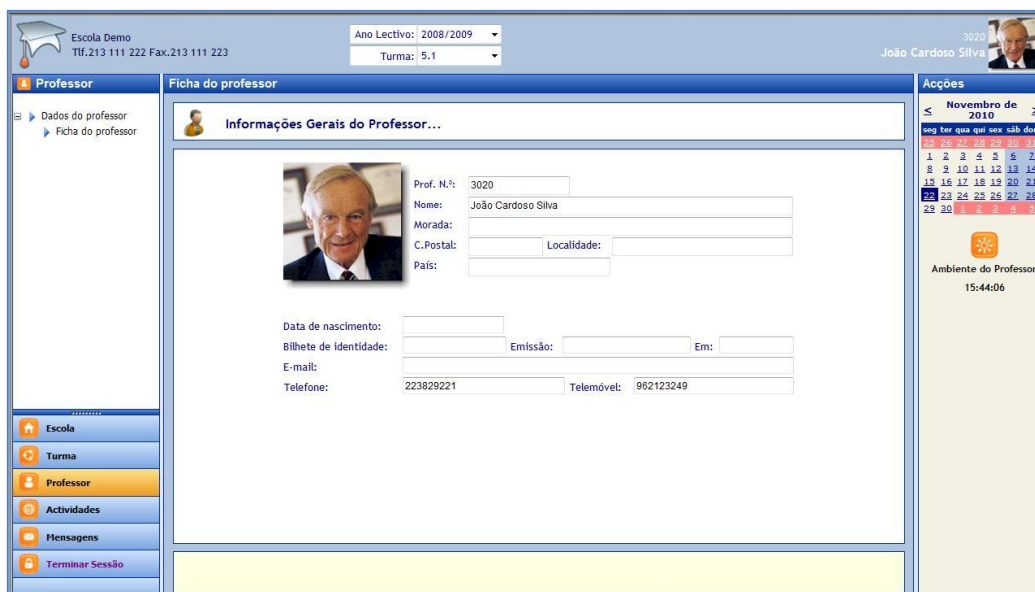 Escola Demo
Tlf.213 111 222 Fax.213 111 223
Ano Lectivo: 2008/2009
Turma: 5.1
3020
João Cardoso Silva
Professor
Dados do professor
Ficha do professor
Ficha do professor
Informações Gerais do Professor...
Prof. N.º: 3020
Nome: João Cardoso Silva
Morada:
C.Postal: Localidade:
País:
Data de nascimento:
Bilhete de identidade: Emissão: Em:
E-mail:
Telefone: 223829221 Telemóvel: 962123249
Escola
Turma
Professor
Actividades
Mensagens
Terminar Sessão
Acções
< Novembro de 2010 >
seg ter qua qui sex sáb dom
25 26 27 28 29 30 31
1 2 3 4 5 6 7
8 9 10 11 12 13 14
15 16 17 18 19 20 21
22 23 24 25 26 27 28
29 30 1 2 3 4 5
Ambiente do Professor
15:44:06